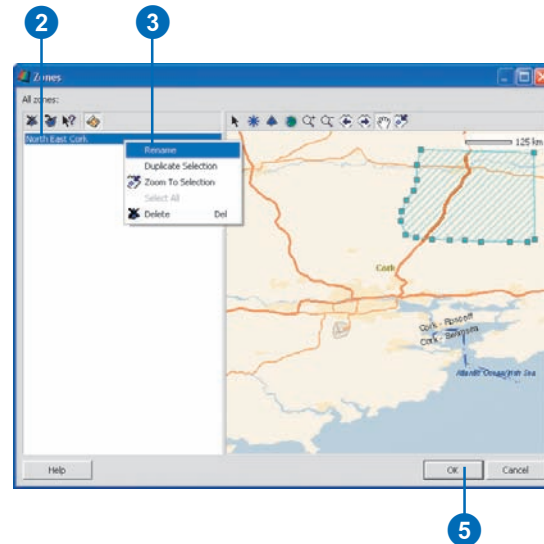 2
3
Zones
All zones:
North East Cork
Rename
Duplicate Selection
Zoom To Selection
Select All
Delete Del
125 km
Cork
Cork - Roscoff
Cork - Swansea
Atlantic Ocean/Irish Sea
Help
OK
Cancel
5